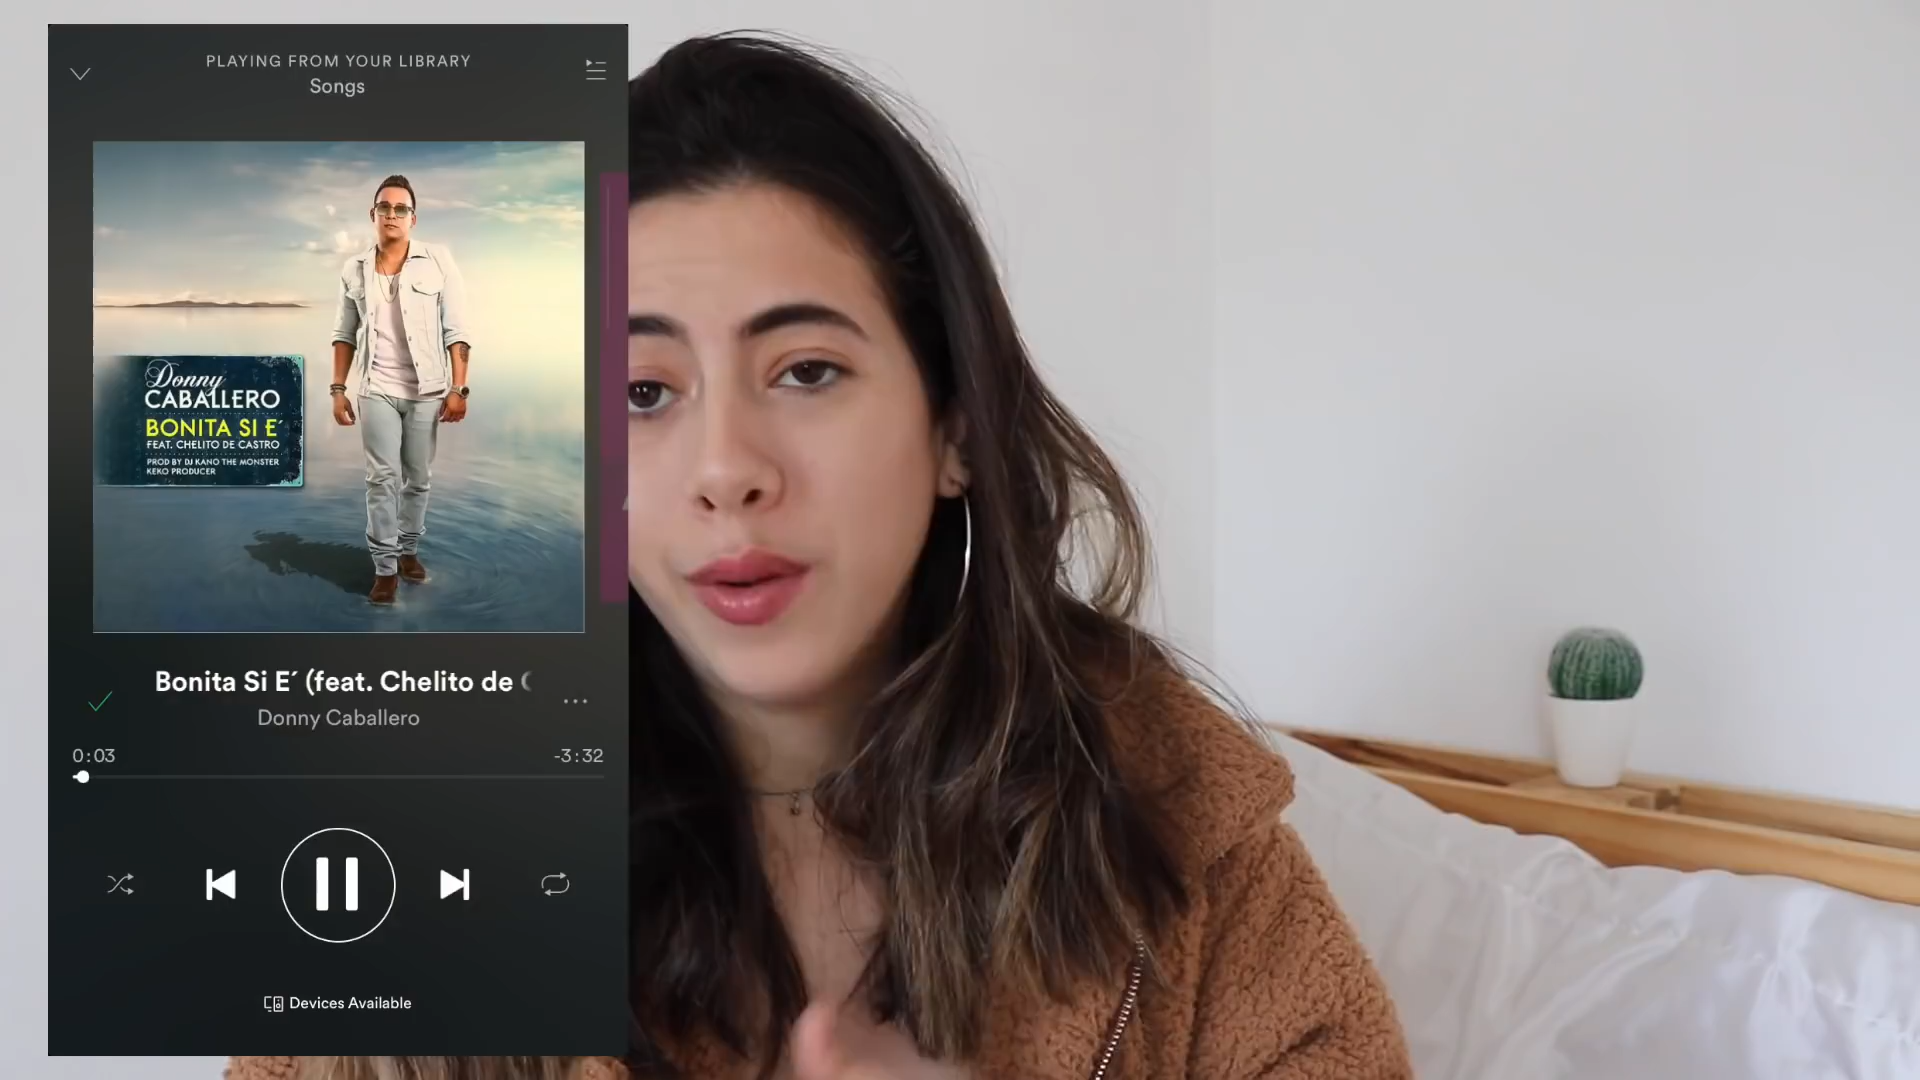 PLAYING FROM YOUR LIBRARY
Songs
Donny
CABALLERO
BONITA SI E´
FEAT. CHELITO DE CASTRO
PROD BY DJ KANO THE MONSTER
KEKO PRODUCER
Bonita Si E´ (feat. Chelito de
Donny Caballero
0:03
-3:32
Devices Available